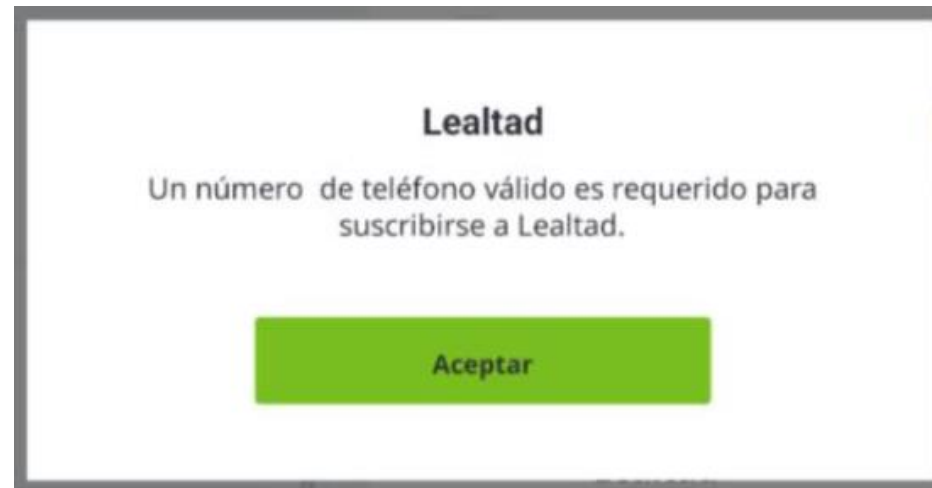 Lealtad
Un número de teléfono válido es requerido para
suscribirse a Lealtad.
Aceptar